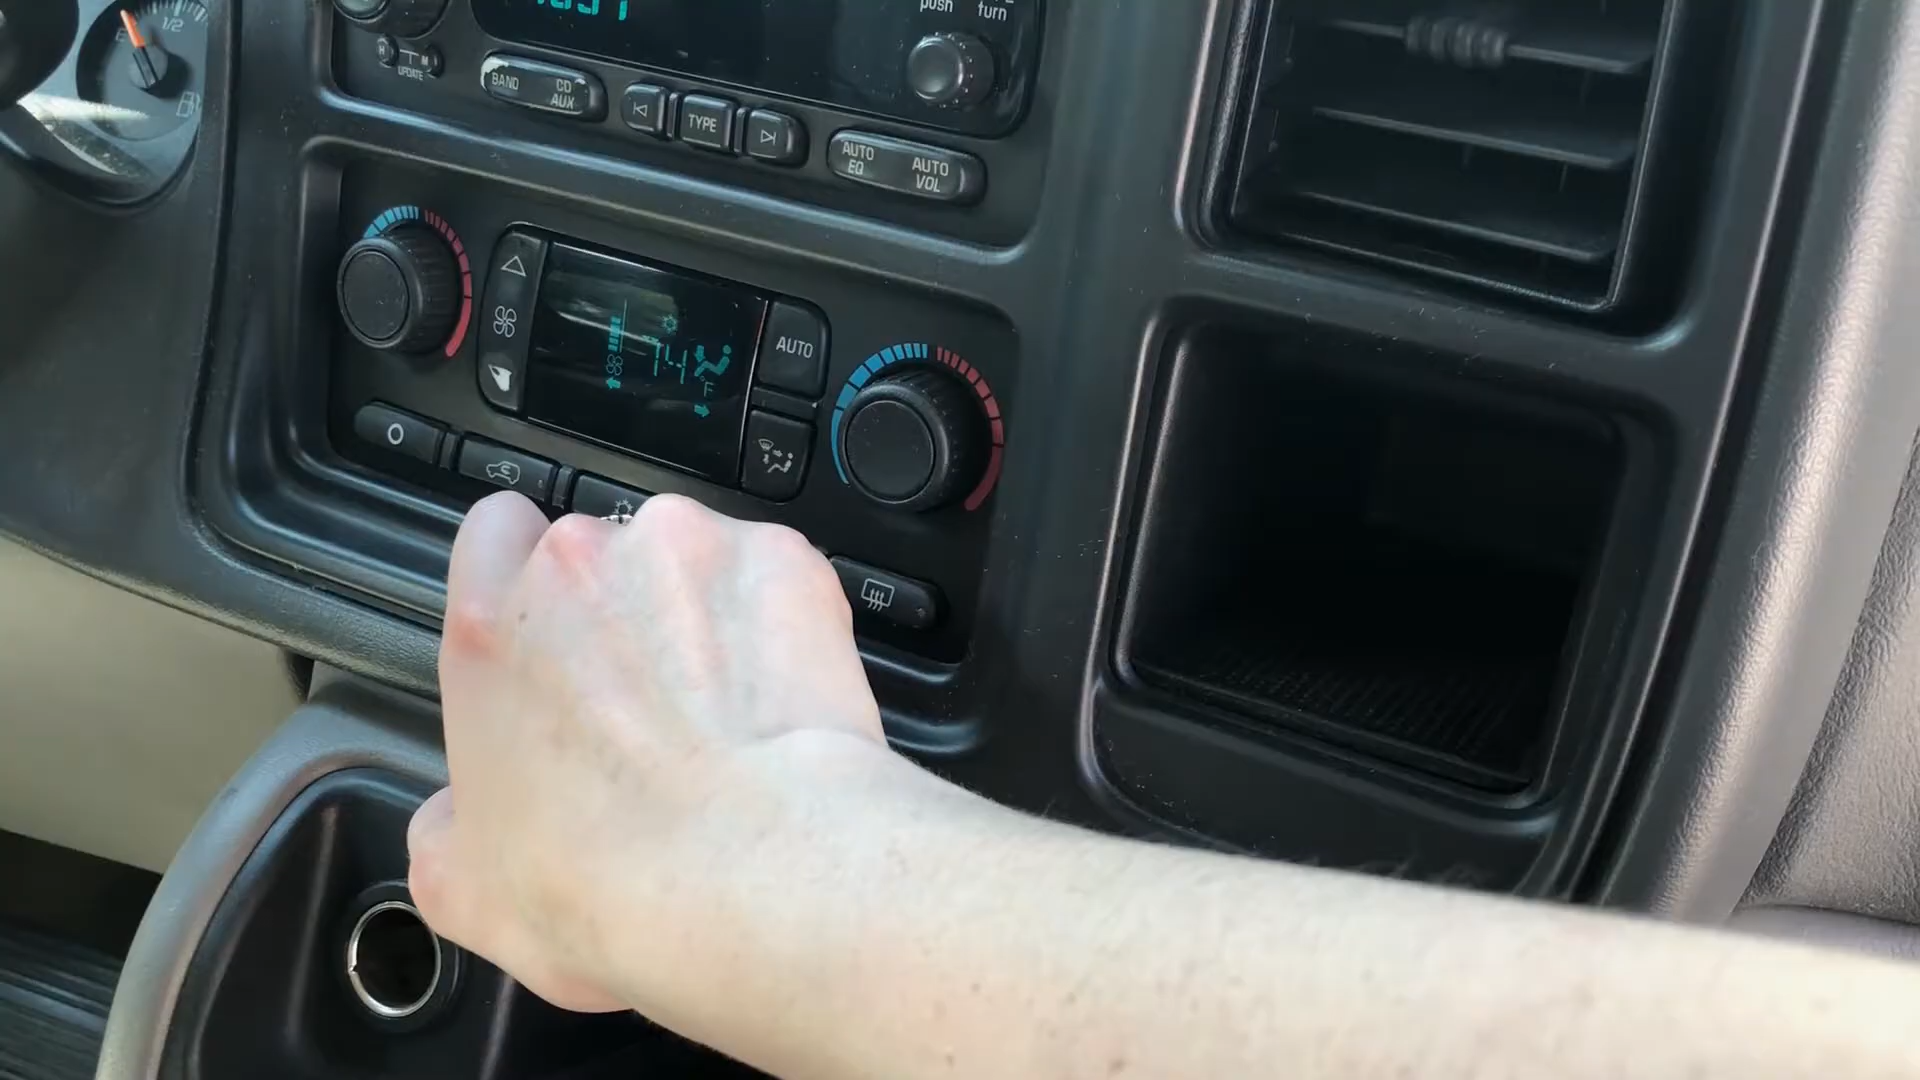 E
1/2
push
turn
H
M
UPDATE
BAND
CD
AUX
TYPE
AUTO
EQ
AUTO
VOL
74
°F
AUTO